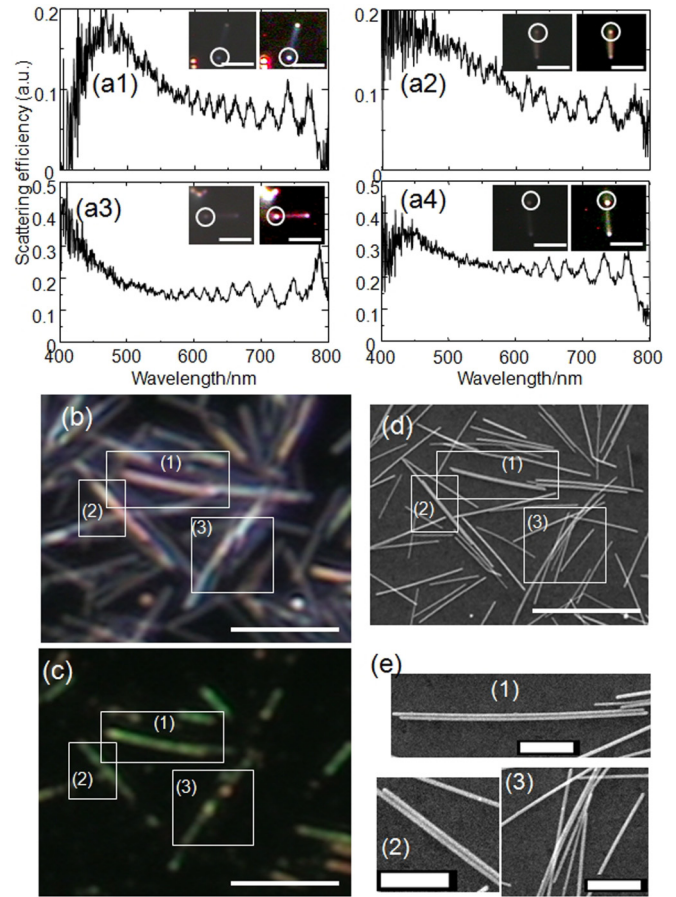 Scattering efficiency (a.u.)
0.2
(a1)
0.1
0
0.2
(a2)
0.1
0
0.5
(a3)
0.4
0.3
0.2
0.1
0
400 500 600 700 800
Wavelength/nm
0.5
(a4)
0.4
0.3
0.2
0.1
0
400 500 600 700 800
Wavelength/nm
(b)
(1)
(2)
(3)
(d)
(1)
(2)
(3)
(c)
(1)
(2)
(3)
(e)
(1)
(2)
(3)